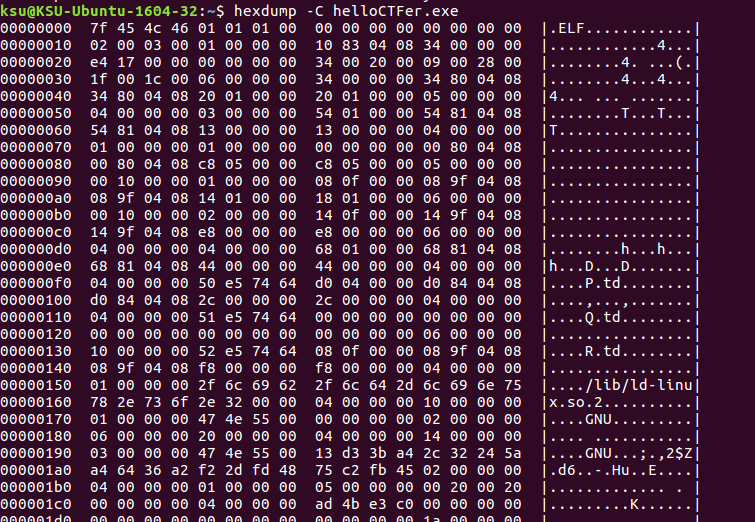 ksu@KSU-Ubuntu-1604-32:~$ hexdump -C helloCTFer.exe
00000000  7f 45 4c 46 01 01 01 00  00 00 00 00 00 00 00 00  |.ELF............|
00000010  02 00 03 00 01 00 00 00  10 83 04 08 34 00 00 00  |............4...|
00000020  e4 17 00 00 00 00 00 00  34 00 20 00 09 00 28 00  |........4. ...(.|
00000030  1f 00 1c 00 06 00 00 00  34 00 00 00 34 80 04 08  |........4...4...|
00000040  34 80 04 08 20 01 00 00  20 01 00 00 05 00 00 00  |4... ... .......|
00000050  04 00 00 00 03 00 00 00  54 01 00 00 54 81 04 08  |........T...T...|
00000060  54 81 04 08 13 00 00 00  13 00 00 00 04 00 00 00  |T...............|
00000070  01 00 00 00 01 00 00 00  00 00 00 00 00 80 04 08  |................|
00000080  00 80 04 08 c8 05 00 00  c8 05 00 00 05 00 00 00  |................|
00000090  00 10 00 00 01 00 00 00  08 0f 00 00 08 9f 04 08  |................|
000000a0  08 9f 04 08 14 01 00 00  18 01 00 00 06 00 00 00  |................|
000000b0  00 10 00 00 02 00 00 00  14 0f 00 00 14 9f 04 08  |................|
000000c0  14 9f 04 08 e8 00 00 00  e8 00 00 00 06 00 00 00  |................|
000000d0  04 00 00 00 04 00 00 00  68 01 00 00 68 81 04 08  |........h...h...|
000000e0  68 81 04 08 44 00 00 00  44 00 00 00 04 00 00 00  |h...D...D.......|
000000f0  04 00 00 00 50 e5 74 64  d0 04 00 00 d0 84 04 08  |....P.td........|
00000100  d0 84 04 08 2c 00 00 00  2c 00 00 00 04 00 00 00  |....,...,.......|
00000110  04 00 00 00 51 e5 74 64  00 00 00 00 00 00 00 00  |....Q.td........|
00000120  00 00 00 00 00 00 00 00  00 00 00 00 06 00 00 00  |................|
00000130  10 00 00 00 52 e5 74 64  08 0f 00 00 08 9f 04 08  |....R.td........|
00000140  08 9f 04 08 f8 00 00 00  f8 00 00 00 04 00 00 00  |................|
00000150  01 00 00 00 2f 6c 69 62  2f 6c 64 2d 6c 69 6e 75  |..../lib/ld-linu|
00000160  78 2e 73 6f 2e 32 00 00  04 00 00 00 10 00 00 00  |x.so.2..........|
00000170  01 00 00 00 47 4e 55 00  00 00 00 00 02 00 00 00  |....GNU.........|
00000180  06 00 00 00 20 00 00 00  04 00 00 00 14 00 00 00  |.... ...........|
00000190  03 00 00 00 47 4e 55 00  13 d3 3b a4 2c 32 24 5a  |....GNU...;.,2$Z|
000001a0  a4 64 36 a2 f2 2d fd 48  75 c2 fb 45 02 00 00 00  |.d6..-.Hu..E....|
000001b0  04 00 00 00 01 00 00 00  05 00 00 00 00 20 00 20  |............. . |
000001c0  00 00 00 00 04 00 00 00  ad 4b e3 c0 00 00 00 00  |.........K......|